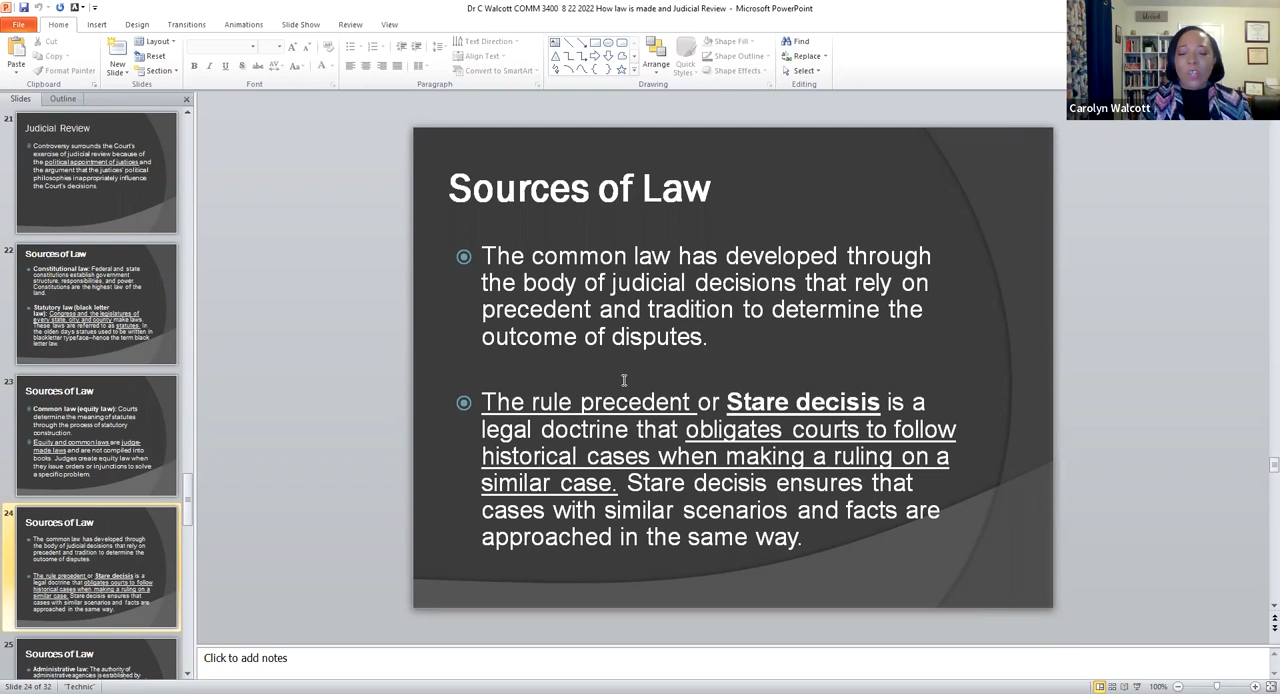 Dr C Walcott COMM 3400 8 22 2022 How law is made and Judicial Review - Microsoft PowerPoint
File Home Insert Design Transitions Animations Slide Show Review View
Paste
Cut
Copy
Format Painter
Clipboard
New
Slide
Layout
Reset
Section
Slides
Font
Text Direction
Align Text
Convert to SmartArt
Paragraph
Arrange
Quick
Styles
Shape Fill
Shape Outline
Shape Effects
Drawing
Find
Replace
Select
Editing
Carolyn Walcott
Slides Outline
21
Judicial Review
Controversy surrounds the Court's
exercise of judicial review because of
the political appointment of justices and
the argument that the justices' political
philosophies inappropriately influence
the Court's decisions.
22
Sources of Law
Constitutional law: Federal and state
constitutions establish government
structure, responsibilities, and power.
Constitutions are the highest law of the
land.
Statutory law (black letter
law): Congress and the legislatures of
every state, city, and county make laws.
These laws are referred to as statutes. In
the olden days statues used to be written in
blackletter typeface–hence the term black
letter law.
23
Sources of Law
Common law (equity law): Courts
determine the meaning of statutes
through the process of statutory
construction.
Equity and common laws are judge-
made laws and are not compiled into
books. Judges create equity law when
they issue orders or injunctions to solve
a specific problem.
24
Sources of Law
The common law has developed through
the body of judicial decisions that rely on
precedent and tradition to determine the
outcome of disputes.
The rule precedent or Stare decisis is a
legal doctrine that obligates courts to follow
historical cases when making a ruling on a
similar case. Stare decisis ensures that
cases with similar scenarios and facts are
approached in the same way.
25
Sources of Law
Administrative law: The authority of
administrative agencies is established by
Sources of Law
The common law has developed through
the body of judicial decisions that rely on
precedent and tradition to determine the
outcome of disputes.
The rule precedent or Stare decisis is a
legal doctrine that obligates courts to follow
historical cases when making a ruling on a
similar case. Stare decisis ensures that
cases with similar scenarios and facts are
approached in the same way.
Click to add notes
Slide 24 of 32 "Technic" 100%